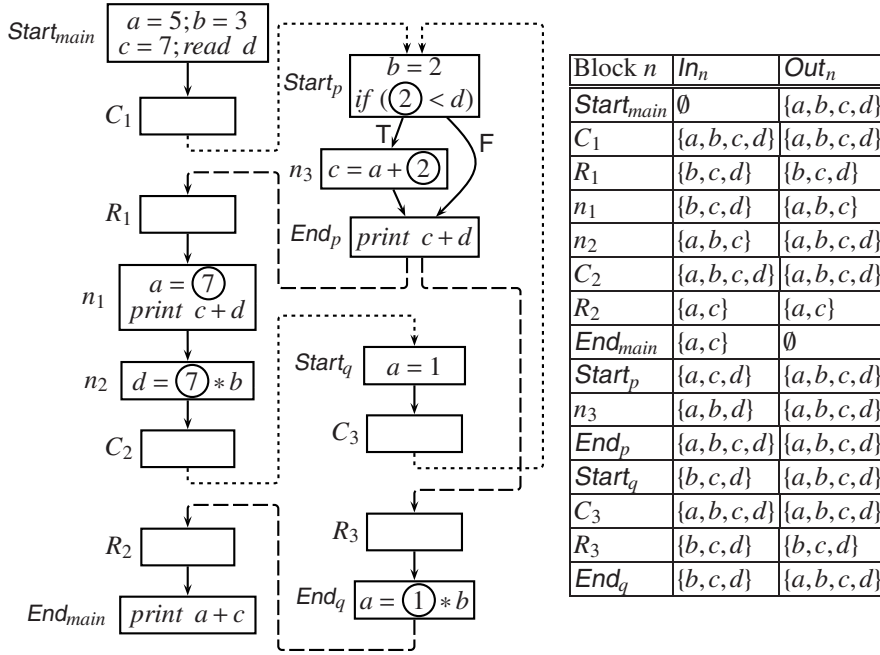 Start_main
a = 5; b = 3
c = 7; read d
C_1
R_1
n_1
a = 7
print c + d
n_2
d = 7 * b
C_2
R_2
End_main
print a + c
Start_p
b = 2
if (2 < d)
T
F
n_3
c = a + 2
End_p
print c + d
Start_q
a = 1
C_3
R_3
End_q
a = 1 * b
Block n In_n Out_n
Start_main ∅ {a,b,c,d}
C_1 {a,b,c,d} {a,b,c,d}
R_1 {b,c,d} {b,c,d}
n_1 {b,c,d} {a,b,c}
n_2 {a,b,c} {a,b,c,d}
C_2 {a,b,c,d} {a,b,c,d}
R_2 {a,c} {a,c}
End_main {a,c} ∅
Start_p {a,c,d} {a,b,c,d}
n_3 {a,b,d} {a,b,c,d}
End_p {a,b,c,d} {a,b,c,d}
Start_q {b,c,d} {a,b,c,d}
C_3 {a,b,c,d} {a,b,c,d}
R_3 {b,c,d} {b,c,d}
End_q {b,c,d} {a,b,c,d}